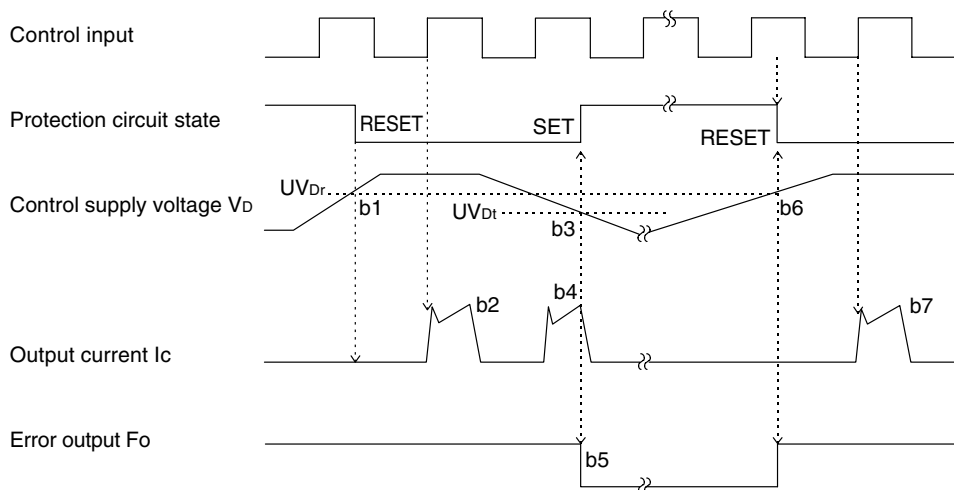 Control input
Protection circuit state
RESET
SET
RESET
Control supply voltage VD
UVDr
b1
UVDt
b3
b6
Output current Ic
b2
b4
b7
Error output Fo
b5